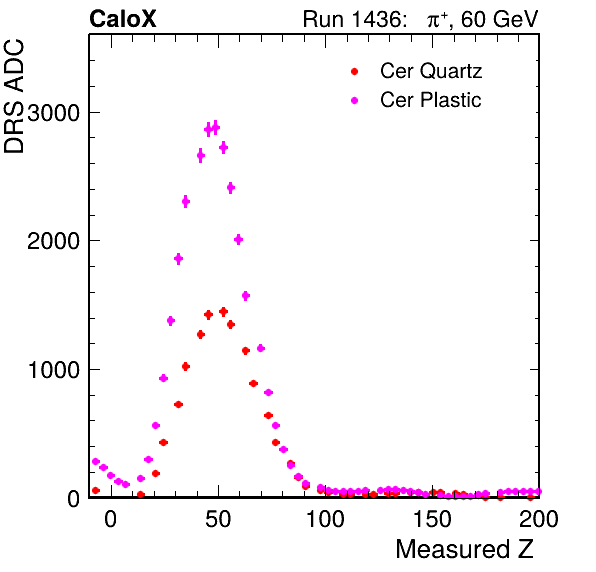 CaloX Run 1436: π⁺, 60 GeV
DRS ADC
Cer Quartz
Cer Plastic
3000
2000
1000
0
0 50 100 150 200
Measured Z